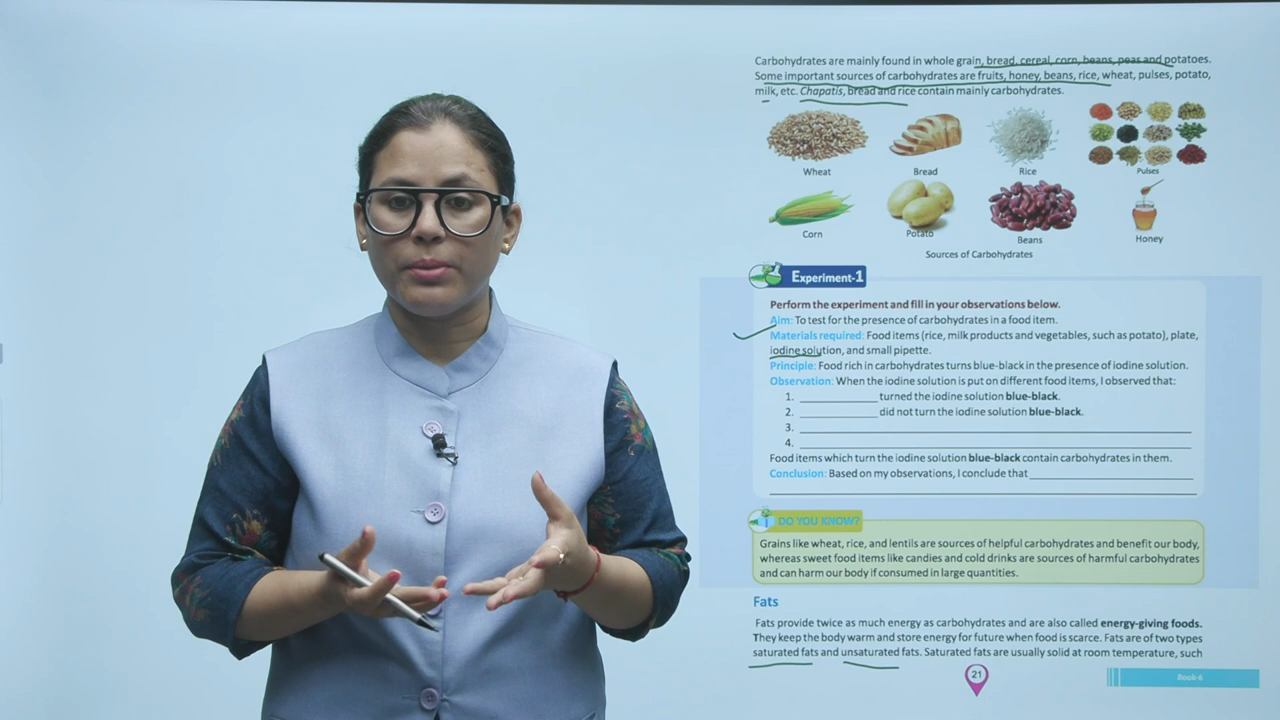 Carbohydrates are mainly found in whole grain, bread, cereal, corn, beans, peas and potatoes.
Some important sources of carbohydrates are fruits, honey, beans, rice, wheat, pulses, potato,
milk, etc. Chapatis, bread and rice contain mainly carbohydrates.
Wheat
Bread
Rice
Pulses
Corn
Potato
Beans
Honey
Sources of Carbohydrates
Experiment-1
Perform the experiment and fill in your observations below.
Aim: To test for the presence of carbohydrates in a food item.
Materials required: Food items (rice, milk products and vegetables, such as potato), plate,
iodine solution, and small pipette.
Principle: Food rich in carbohydrates turns blue-black in the presence of iodine solution.
Observation: When the iodine solution is put on different food items, I observed that:
1. ____________ turned the iodine solution blue-black.
2. ____________ did not turn the iodine solution blue-black.
3. ____________
4. ____________
Food items which turn the iodine solution blue-black contain carbohydrates in them.
Conclusion: Based on my observations, I conclude that ____________
DO YOU KNOW?
Grains like wheat, rice, and lentils are sources of helpful carbohydrates and benefit our body,
whereas sweet food items like candies and cold drinks are sources of harmful carbohydrates
and can harm our body if consumed in large quantities.
Fats
Fats provide twice as much energy as carbohydrates and are also called energy-giving foods.
They keep the body warm and store energy for future when food is scarce. Fats are of two types
saturated fats and unsaturated fats. Saturated fats are usually solid at room temperature, such
21
Book-6